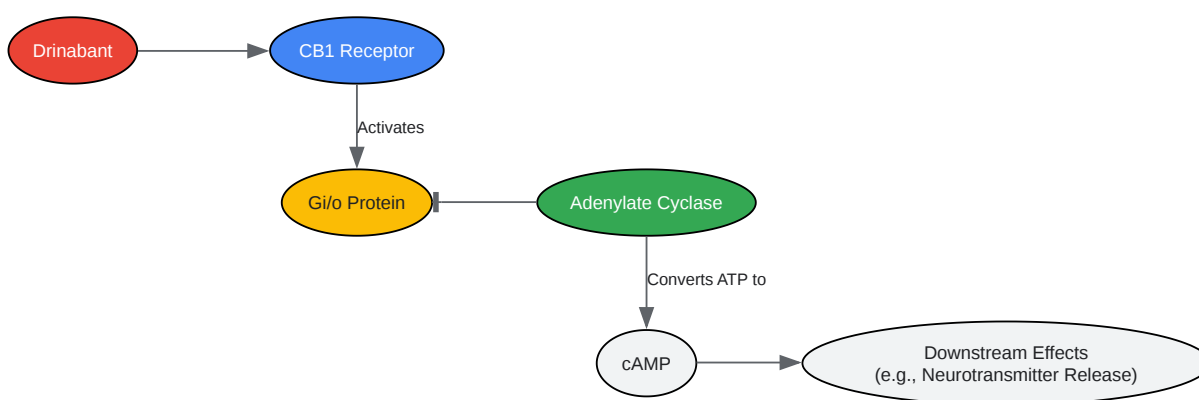 Drinabant
CB1 Receptor
Activates
Gi/o Protein
Adenylate Cyclase
Converts ATP to
cAMP
Downstream Effects
(e.g., Neurotransmitter Release)